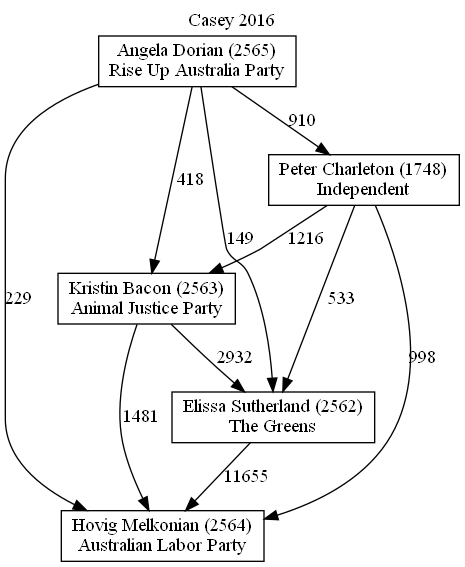 Casey 2016
Angela Dorian (2565)
Rise Up Australia Party
910
Peter Charleton (1748)
Independent
418
149
1216
229
Kristin Bacon (2563)
Animal Justice Party
533
998
2932
1481
Elissa Sutherland (2562)
The Greens
11655
Hovig Melkonian (2564)
Australian Labor Party